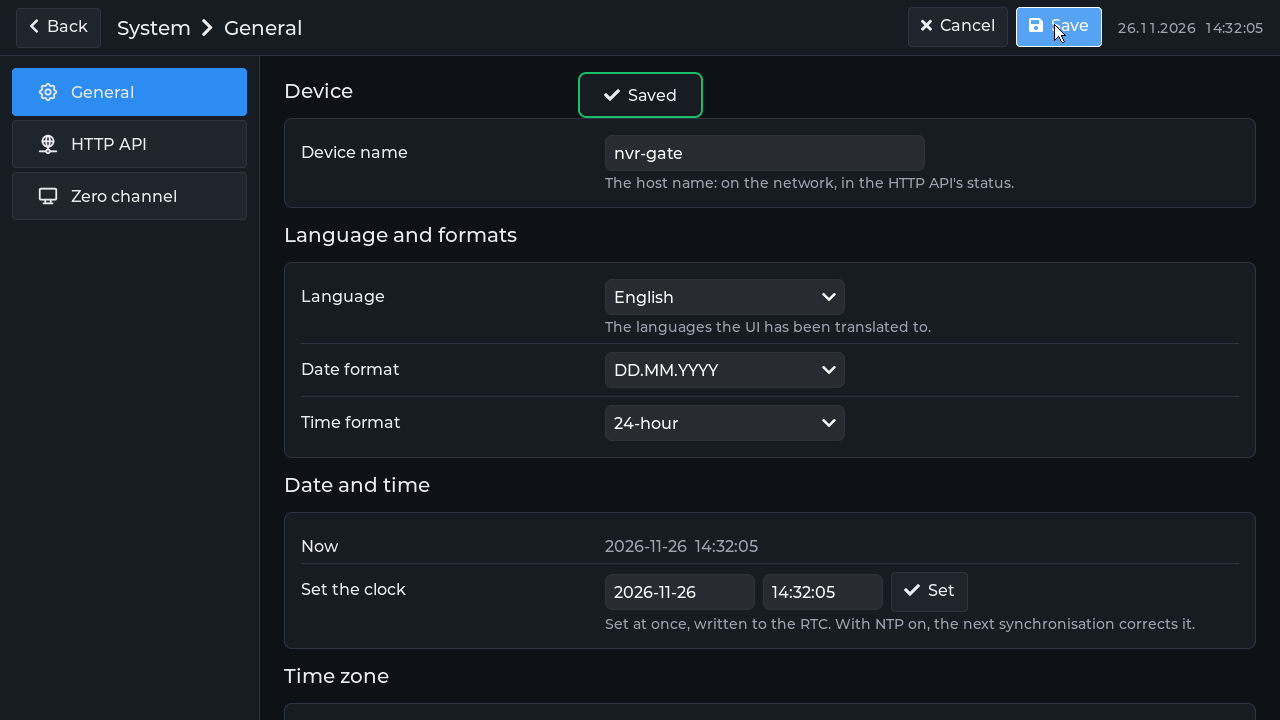 Back
System > General
Cancel
Save
26.11.2026 14:32:05
General
HTTP API
Zero channel
Saved
Device
Device name
nvr-gate
The host name: on the network, in the HTTP API's status.
Language and formats
Language
English
The languages the UI has been translated to.
Date format
DD.MM.YYYY
Time format
24-hour
Date and time
Now
2026-11-26 14:32:05
Set the clock
2026-11-26
14:32:05
Set
Set at once, written to the RTC. With NTP on, the next synchronisation corrects it.
Time zone